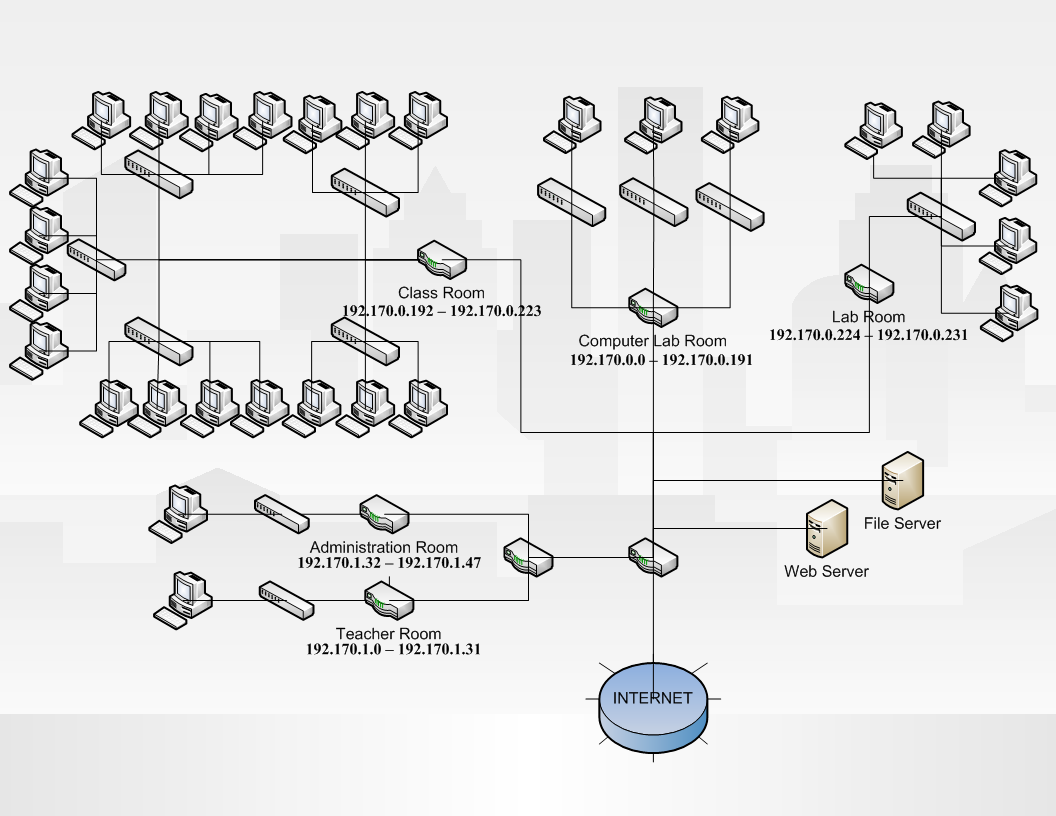 Class Room
192.170.0.192 – 192.170.0.223
Computer Lab Room
192.170.0.0 – 192.170.0.191
Lab Room
192.170.0.224 – 192.170.0.231
File Server
Web Server
Administration Room
192.170.1.32 – 192.170.1.47
Teacher Room
192.170.1.0 – 192.170.1.31
INTERNET